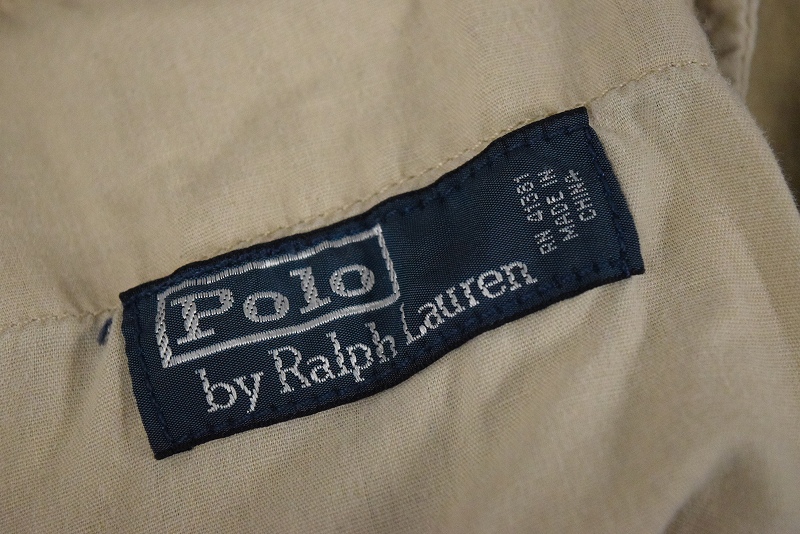 Polo
by Ralph Lauren
RN 41381
MADE IN
CHINA